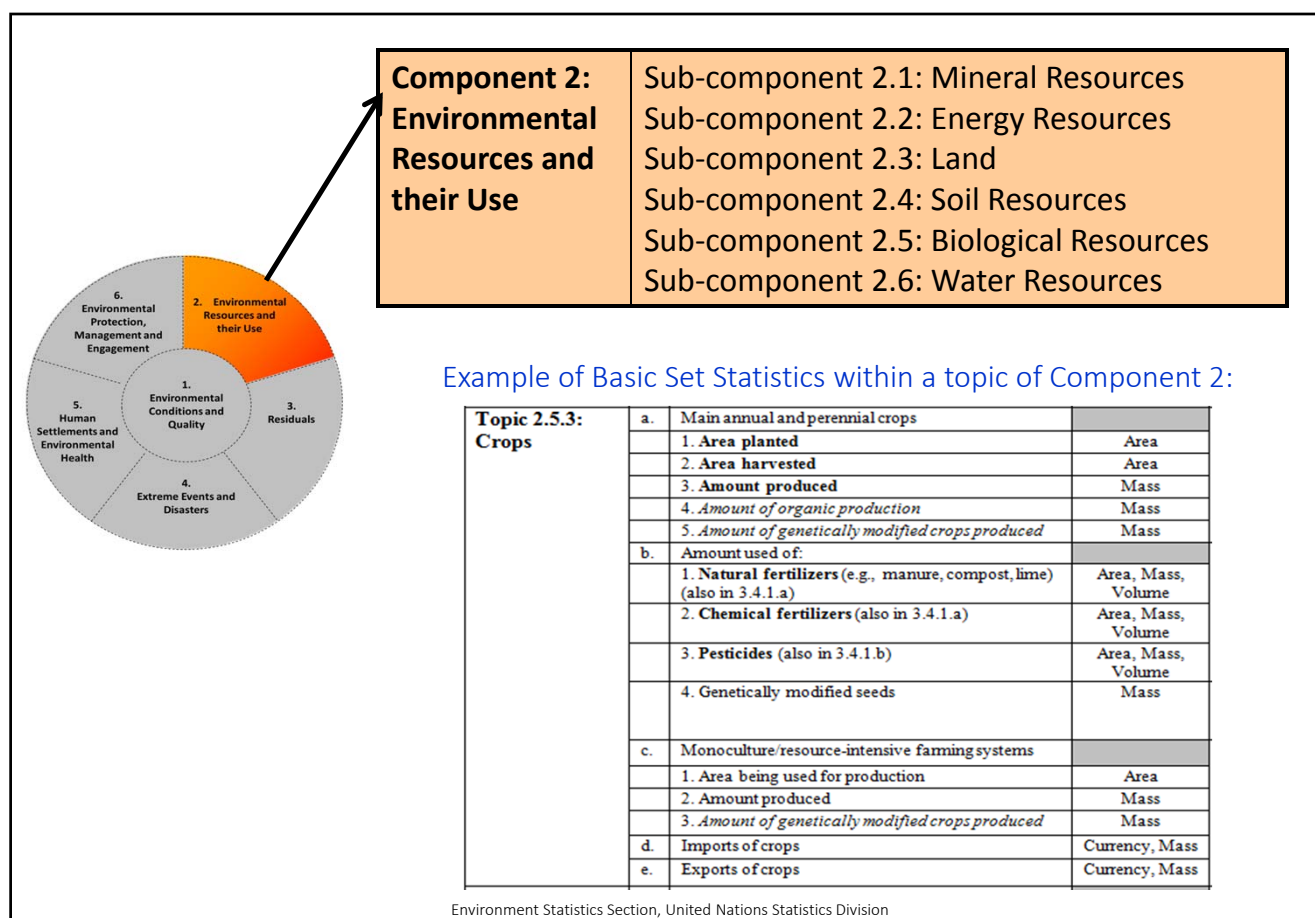 Component 2:
Environmental
Resources and
their Use
Sub-component 2.1: Mineral Resources
Sub-component 2.2: Energy Resources
Sub-component 2.3: Land
Sub-component 2.4: Soil Resources
Sub-component 2.5: Biological Resources
Sub-component 2.6: Water Resources
6.
Environmental
Protection,
Management and
Engagement
2. Environmental
Resources and
their Use
1.
Environmental
Conditions and
Quality
5.
Human
Settlements and
Environmental
Health
3.
Residuals
4.
Extreme Events and
Disasters
Example of Basic Set Statistics within a topic of Component 2:
Topic 2.5.3:
Crops
a. Main annual and perennial crops
1. Area planted Area
2. Area harvested Area
3. Amount produced Mass
4. Amount of organic production Mass
5. Amount of genetically modified crops produced Mass
b. Amount used of:
1. Natural fertilizers (e.g., manure, compost, lime) Area, Mass,
(also in 3.4.1.a) Volume
2. Chemical fertilizers (also in 3.4.1.a) Area, Mass,
Volume
3. Pesticides (also in 3.4.1.b) Area, Mass,
Volume
4. Genetically modified seeds Mass
c. Monoculture/resource-intensive farming systems
1. Area being used for production Area
2. Amount produced Mass
3. Amount of genetically modified crops produced Mass
d. Imports of crops Currency, Mass
e. Exports of crops Currency, Mass
Environment Statistics Section, United Nations Statistics Division